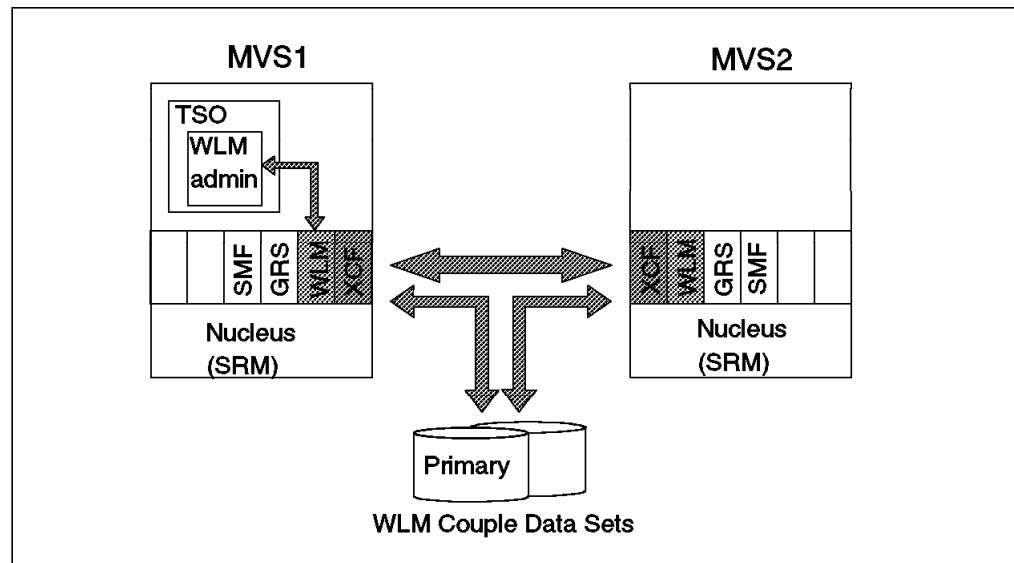 MVS1
MVS2
TSO
WLM
admin
SMF
GRS
WLM
XCF
XCF
WLM
GRS
SMF
Nucleus
(SRM)
Nucleus
(SRM)
Primary
WLM Couple Data Sets